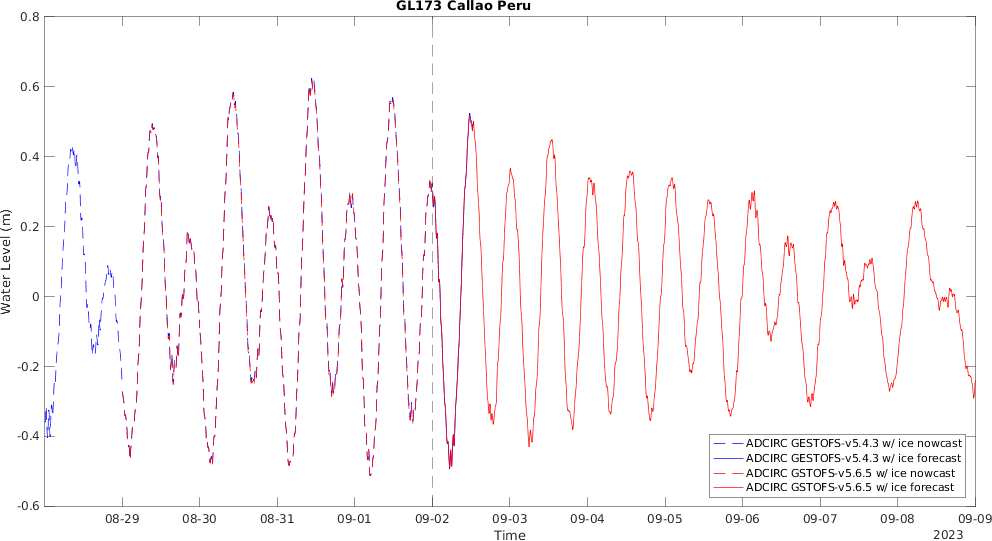 GL173 Callao Peru
Water Level (m)
0.8
0.6
0.4
0.2
0
-0.2
-0.4
-0.6
ADCIRC GESTOFS-v5.4.3 w/ ice nowcast
ADCIRC GESTOFS-v5.4.3 w/ ice forecast
ADCIRC GSTOFS-v5.6.5 w/ ice nowcast
ADCIRC GSTOFS-v5.6.5 w/ ice forecast
08-29 08-30 08-31 09-01 09-02 09-03 09-04 09-05 09-06 09-07 09-08 09-09
Time
2023